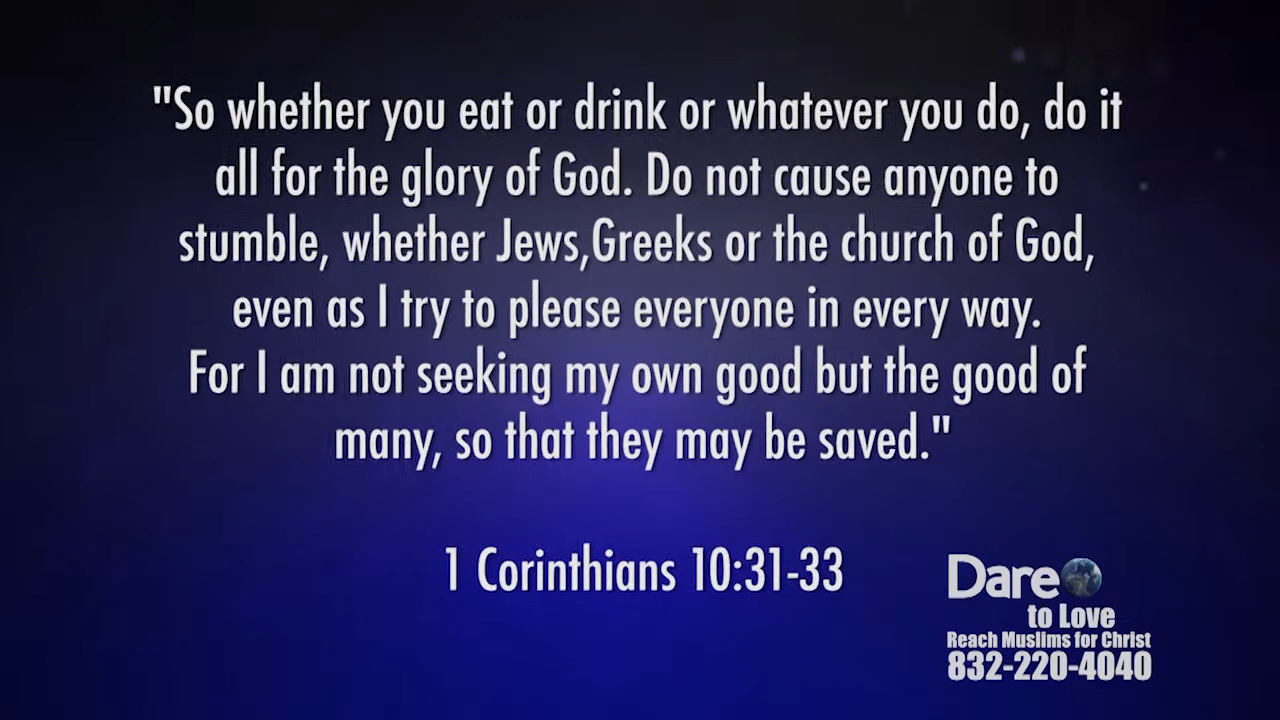 "So whether you eat or drink or whatever you do, do it
all for the glory of God. Do not cause anyone to
stumble, whether Jews,Greeks or the church of God,
even as I try to please everyone in every way.
For I am not seeking my own good but the good of
many, so that they may be saved."
1 Corinthians 10:31-33
Dare
to Love
Reach Muslims for Christ
832-220-4040